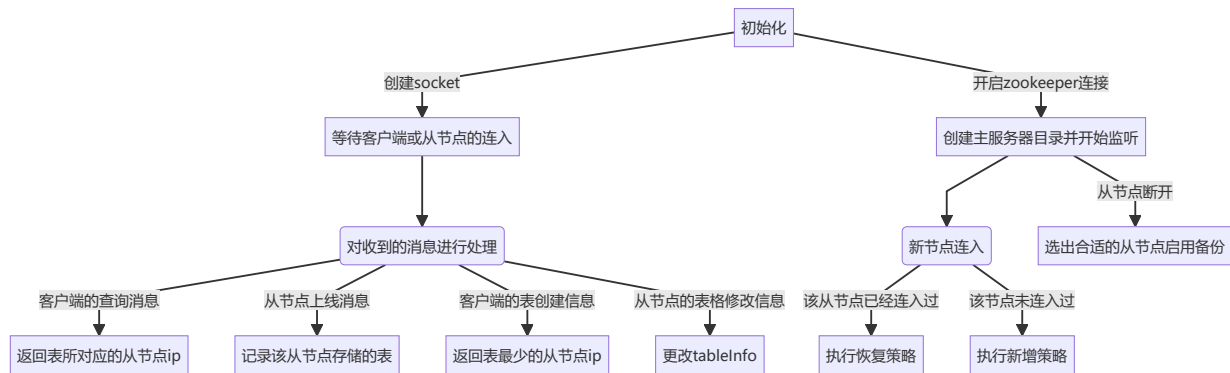 初始化
创建socket
开启zookeeper连接
等待客户端或从节点的连入
创建主服务器目录并开始监听
从节点断开
对收到的消息进行处理
新节点连入
选出合适的从节点启用备份
客户端的查询消息
从节点上线消息
客户端的表创建信息
从节点的表格修改信息
该从节点已经连入过
该节点未连入过
返回表所对应的从节点ip
记录该从节点存储的表
返回表最少的从节点ip
更改tableInfo
执行恢复策略
执行新增策略